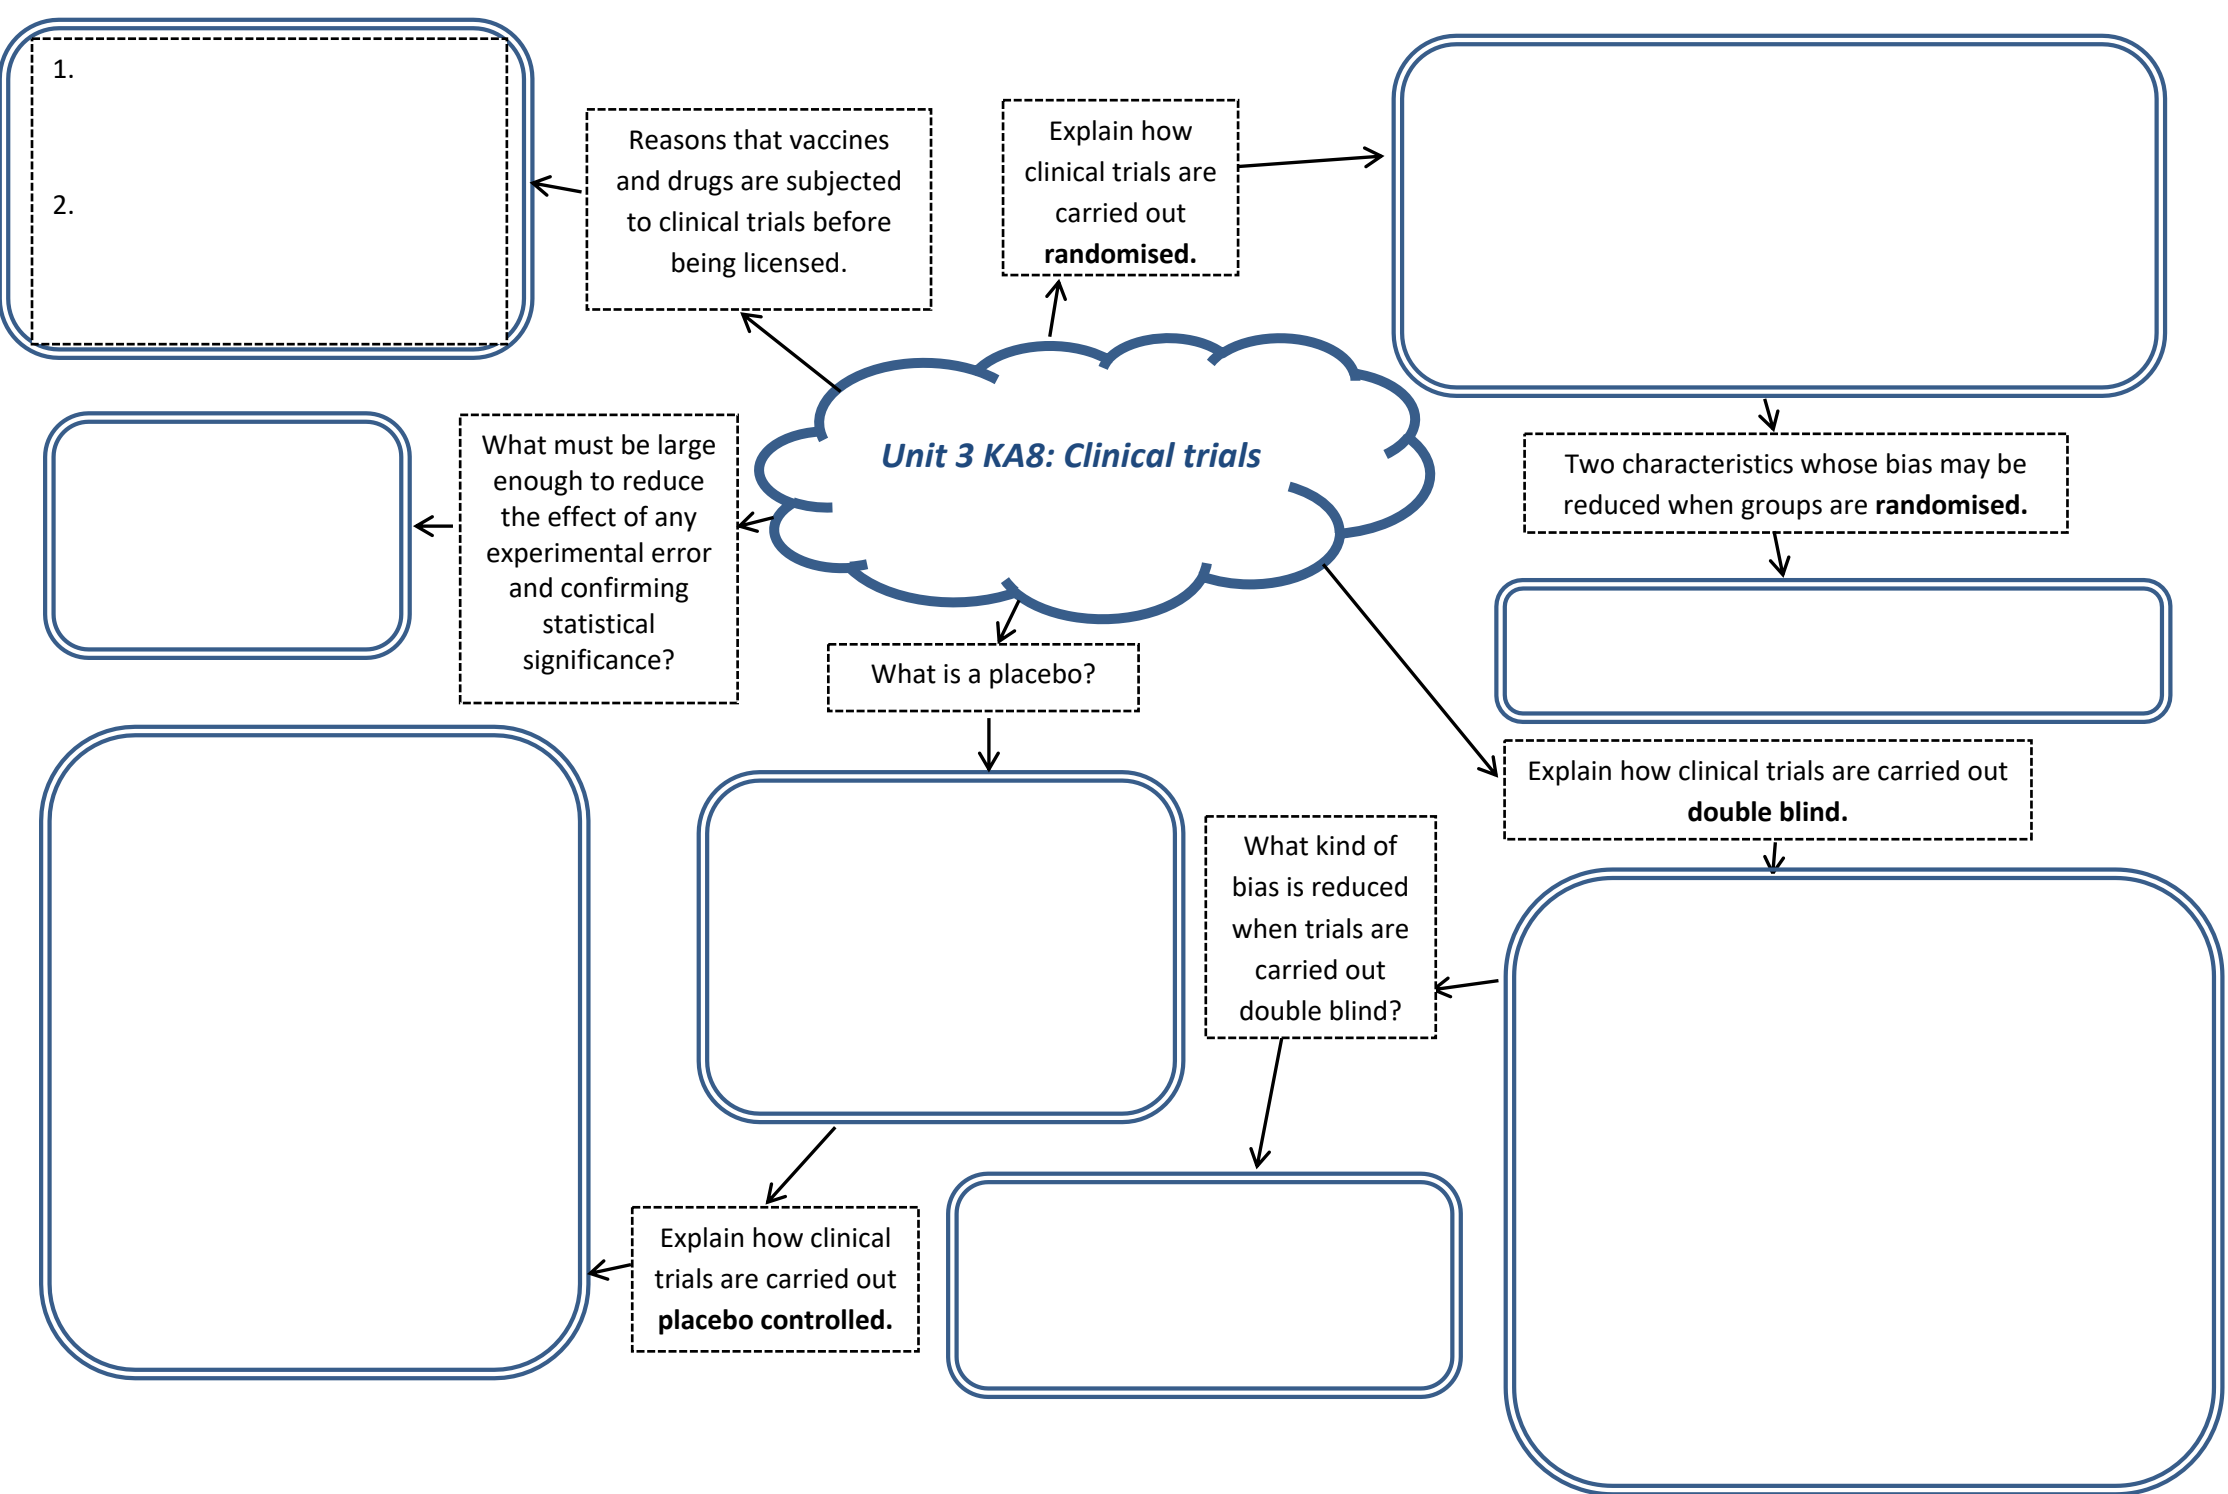 1.
2.
Reasons that vaccines
and drugs are subjected
to clinical trials before
being licensed.
Explain how
clinical trials are
carried out
randomised.
Unit 3 KA8: Clinical trials
What must be large
enough to reduce
the effect of any
experimental error
and confirming
statistical
significance?
Two characteristics whose bias may be
reduced when groups are randomised.
What is a placebo?
Explain how clinical trials are carried out
double blind.
What kind of
bias is reduced
when trials are
carried out
double blind?
Explain how clinical
trials are carried out
placebo controlled.